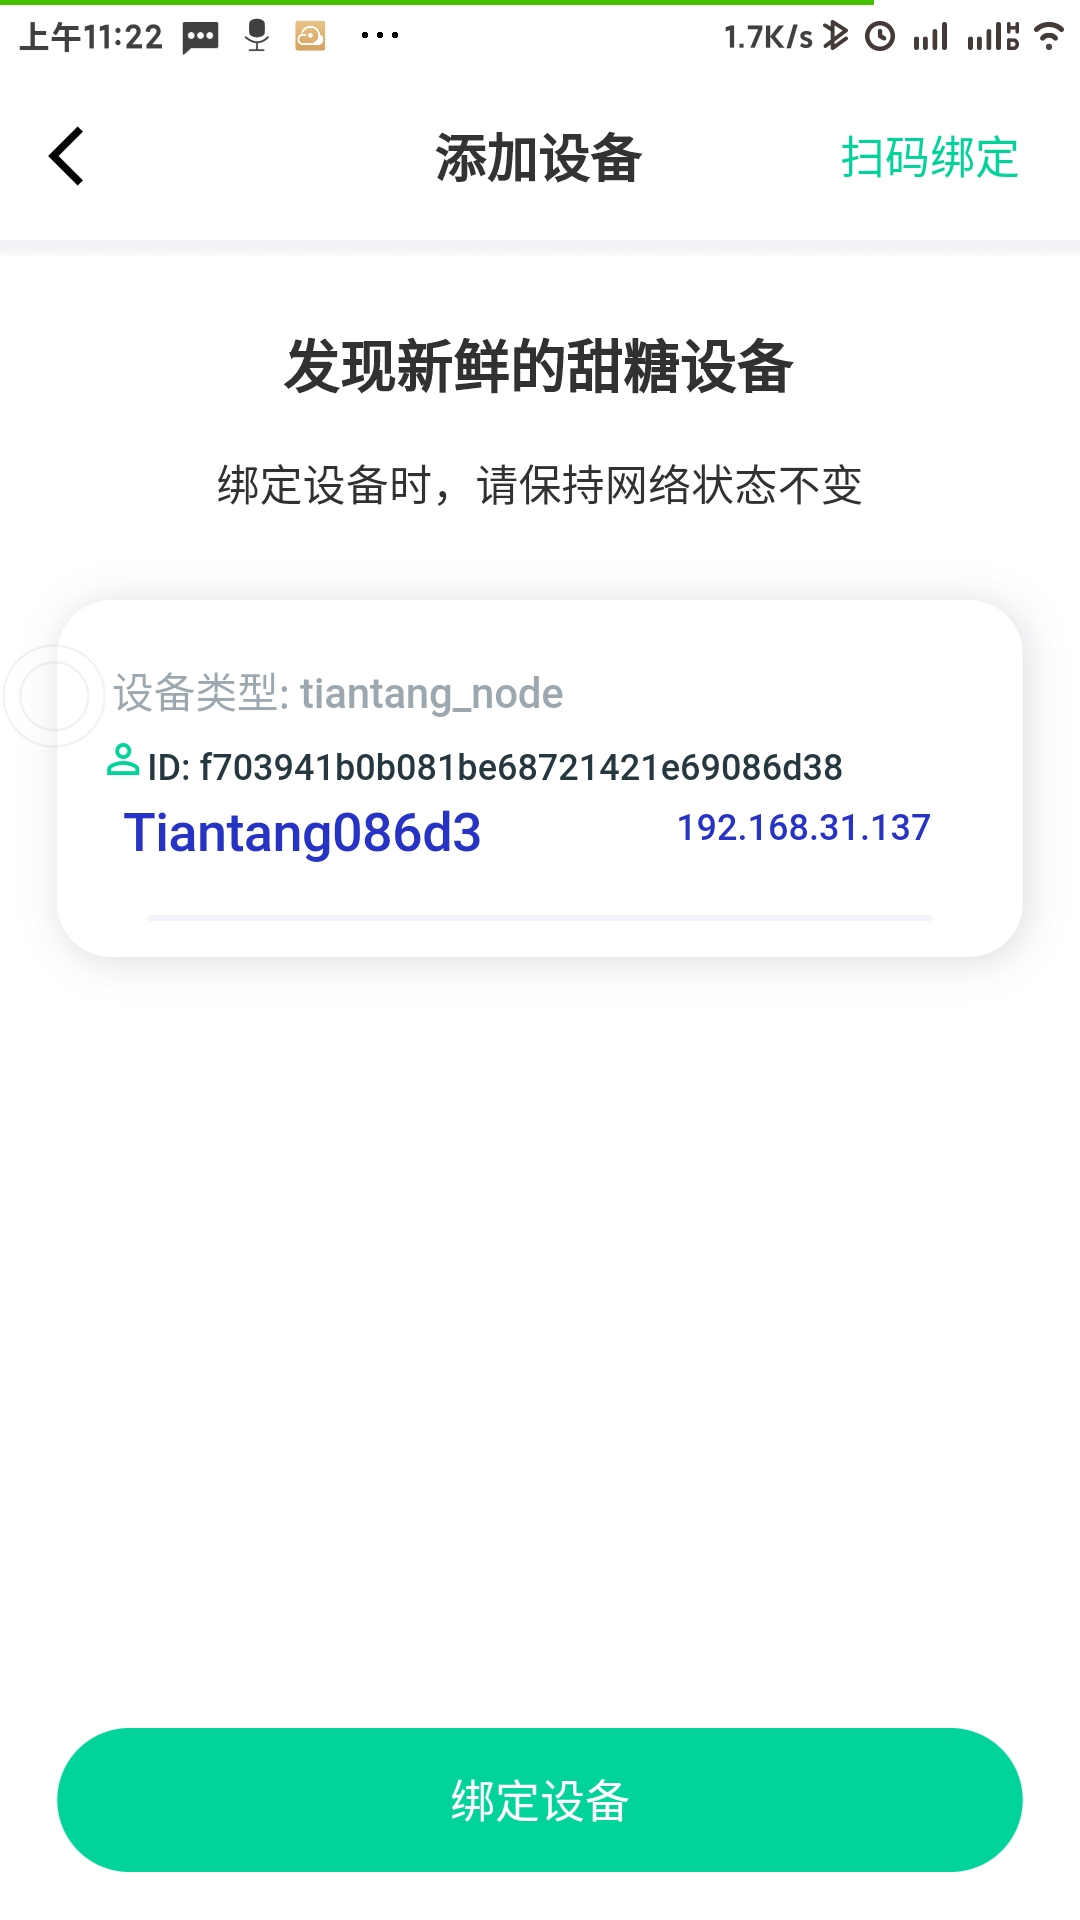 上午11:22
1.7K/s
HD
添加设备
扫码绑定
发现新鲜的甜糖设备
绑定设备时，请保持网络状态不变
设备类型: tiantang_node
ID: f703941b0b081be68721421e69086d38
Tiantang086d3
192.168.31.137
绑定设备